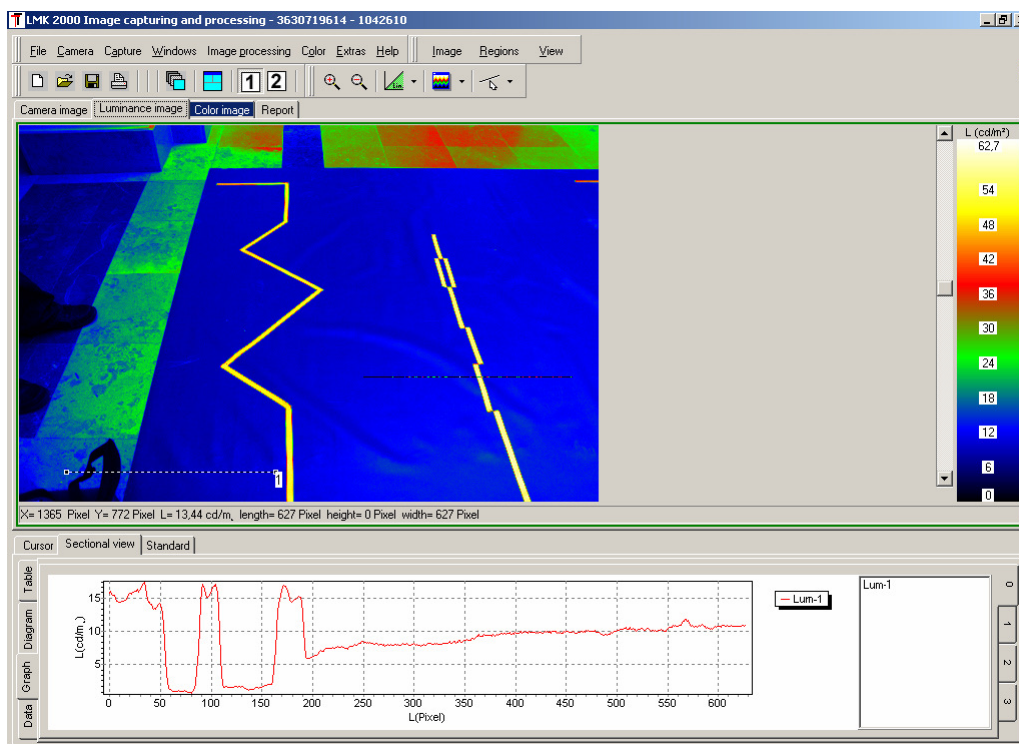 LMK 2000 Image capturing and processing - 3630719614 - 1042610
File Camera Capture Windows Image processing Color Extras Help Image Regions View
1 2 Lim.
Camera image Luminance image Color image Report
L (cd/m²)
62,7
54
48
42
36
30
24
18
12
6
0
1
X= 1365 Pixel Y= 772 Pixel L= 13,44 cd/m, length= 627 Pixel height= 0 Pixel width= 627 Pixel
Cursor Sectional view Standard
Table
Diagram
Graph
Data
L(cd/m,)
15
10
5
0 50 100 150 200 250 300 350 400 450 500 550 600
L(Pixel)
Lum-1
Lum-1
0
1
2
3